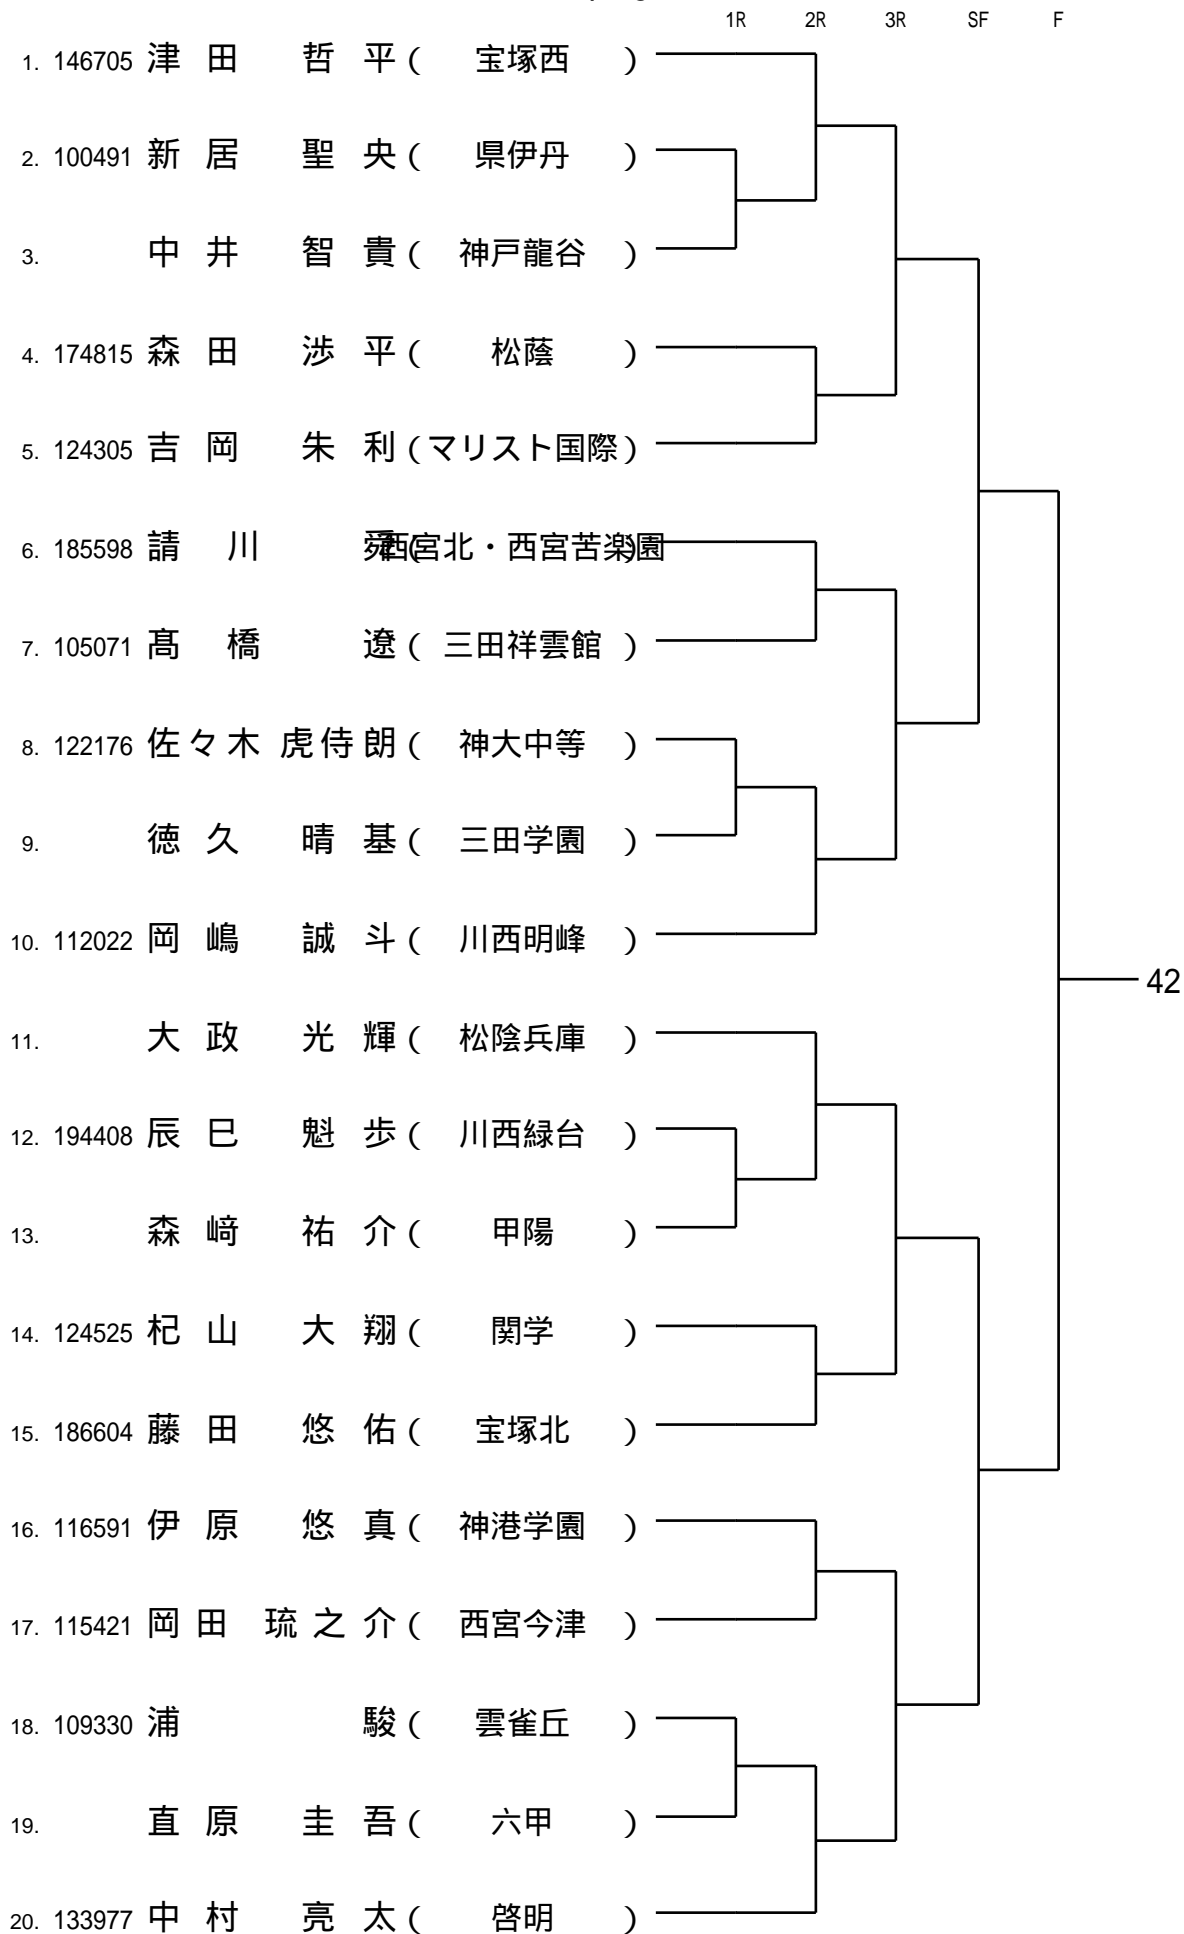 1R 2R 3R SF F
1. 146705 津 田 哲 平 ( 宝塚西 )
2. 100491 新 居 聖 央 ( 県伊丹 )
3. 中 井 智 貴 ( 神戸龍谷 )
4. 174815 森 田 渉 平 ( 松蔭 )
5. 124305 吉 岡 朱 利 ( マリスト国際 )
6. 185598 請 川 舜 ( 西宮北・西宮苦楽園 )
7. 105071 髙 橋 遼 ( 三田祥雲館 )
8. 122176 佐々木 虎侍朗 ( 神大中等 )
9. 徳 久 晴 基 ( 三田学園 )
10. 112022 岡 嶋 誠 斗 ( 川西明峰 )
42
11. 大 政 光 輝 ( 松陰兵庫 )
12. 194408 辰 巳 魁 歩 ( 川西緑台 )
13. 森 﨑 祐 介 ( 甲陽 )
14. 124525 杞 山 大 翔 ( 関学 )
15. 186604 藤 田 悠 佑 ( 宝塚北 )
16. 116591 伊 原 悠 真 ( 神港学園 )
17. 115421 岡 田 琉之介 ( 西宮今津 )
18. 109330 浦 駿 ( 雲雀丘 )
19. 直 原 圭 吾 ( 六甲 )
20. 133977 中 村 亮 太 ( 啓明 )